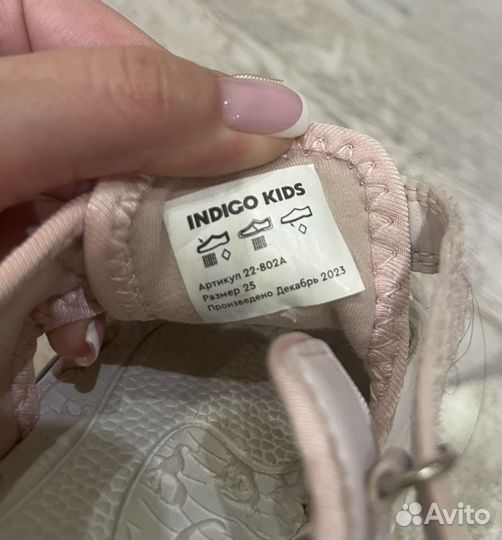 INDIGO KIDS
Артикул 22-802А
Размер 25
Произведено Декабрь 2023
Avito